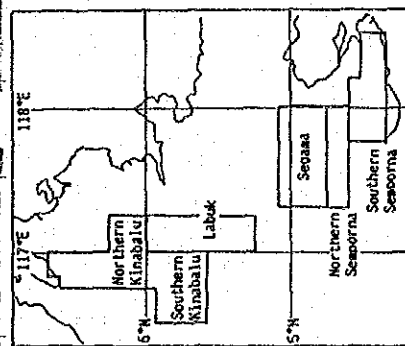 118°E
117°E
6°N
5°N
Northern
Kinabalu
Southern
Kinabalu
Labuk
Segama
Northern
Semporna
Southern
Semporna